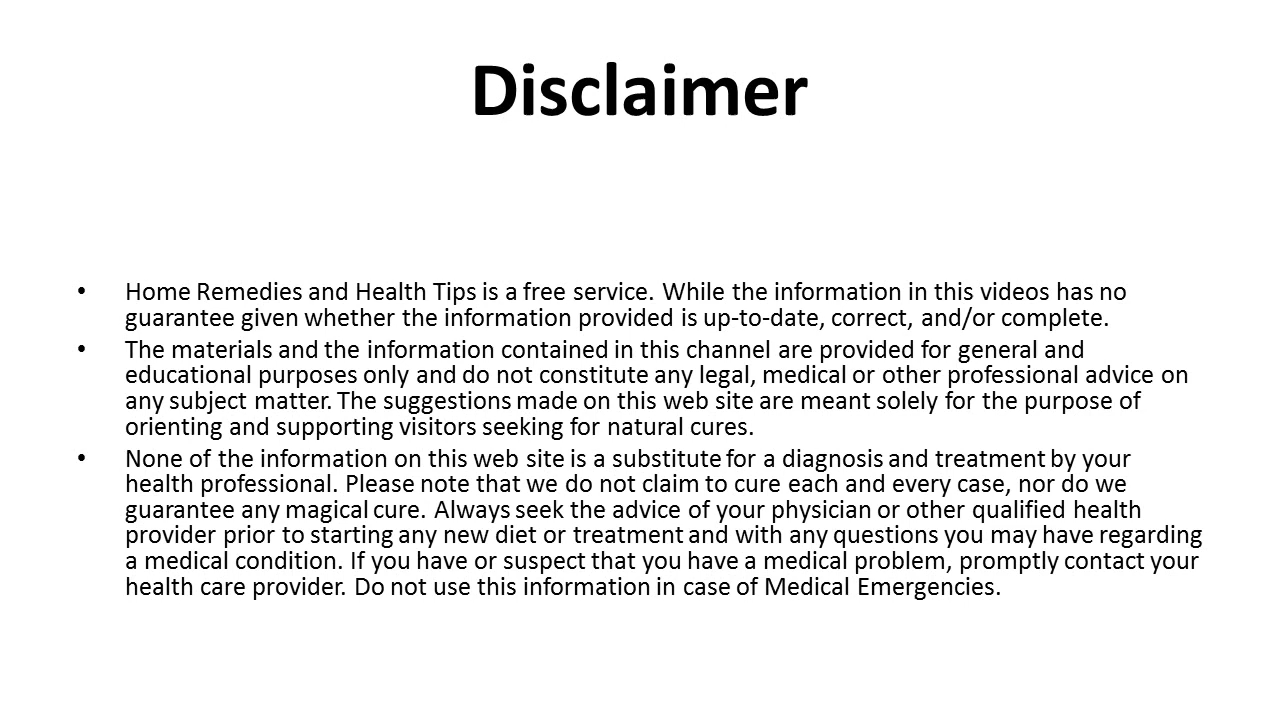 Disclaimer
• Home Remedies and Health Tips is a free service. While the information in this videos has no
guarantee given whether the information provided is up-to-date, correct, and/or complete.
• The materials and the information contained in this channel are provided for general and
educational purposes only and do not constitute any legal, medical or other professional advice on
any subject matter. The suggestions made on this web site are meant solely for the purpose of
orienting and supporting visitors seeking for natural cures.
• None of the information on this web site is a substitute for a diagnosis and treatment by your
health professional. Please note that we do not claim to cure each and every case, nor do we
guarantee any magical cure. Always seek the advice of your physician or other qualified health
provider prior to starting any new diet or treatment and with any questions you may have regarding
a medical condition. If you have or suspect that you have a medical problem, promptly contact your
health care provider. Do not use this information in case of Medical Emergencies.